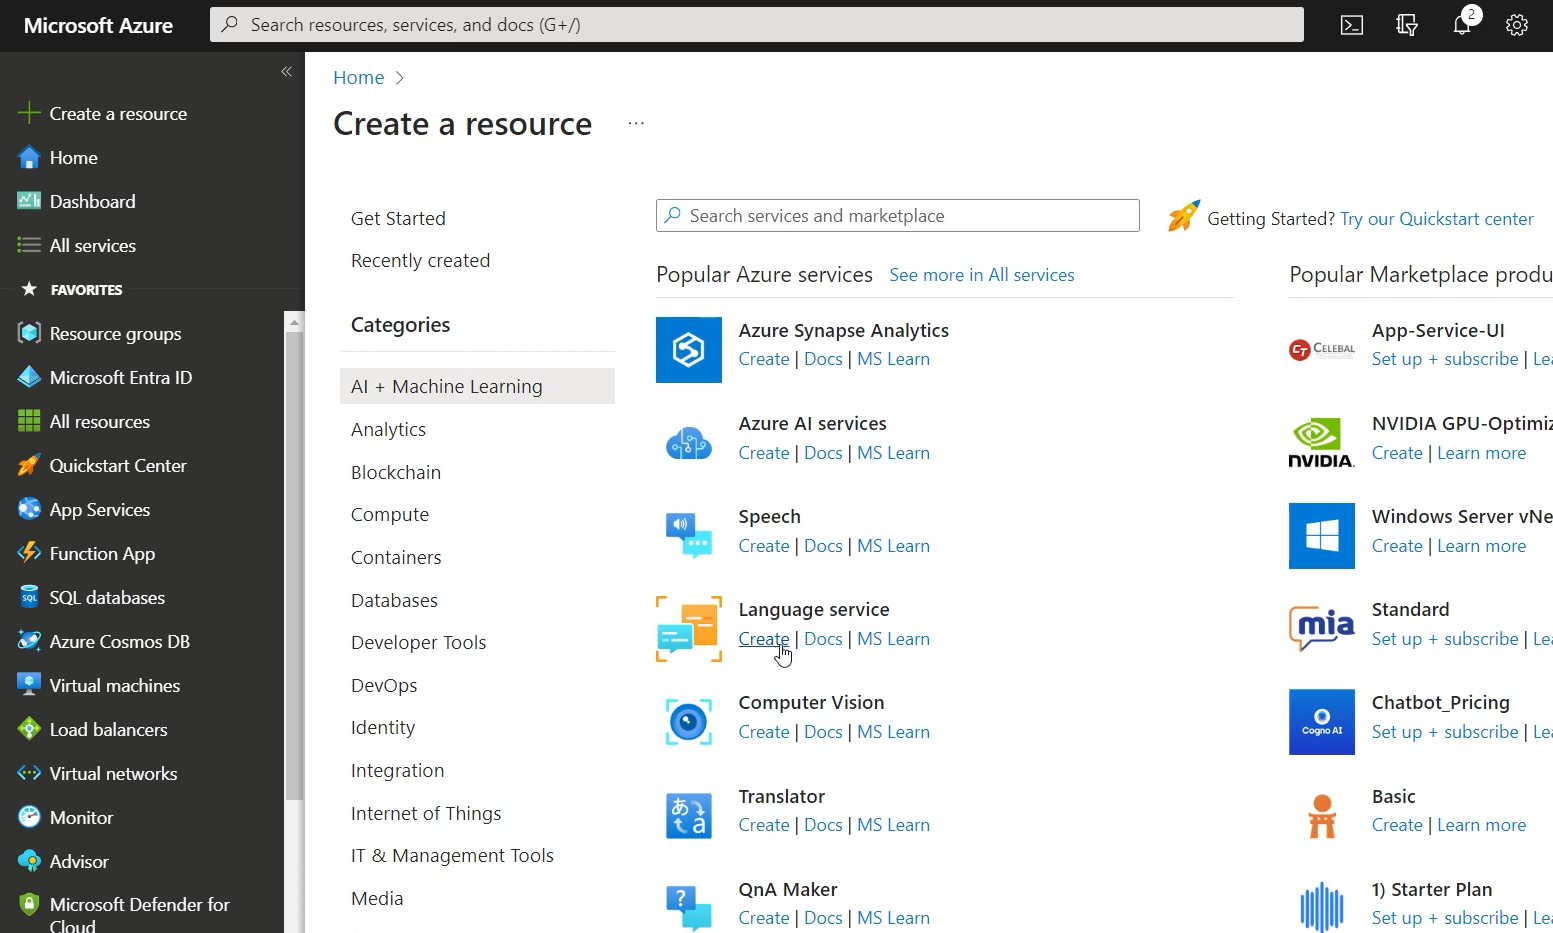 Microsoft Azure
Search resources, services, and docs (G+/)
2
«
Create a resource
Home
Dashboard
All services
FAVORITES
Resource groups
Microsoft Entra ID
All resources
Quickstart Center
App Services
Function App
SQL
SQL databases
Azure Cosmos DB
Virtual machines
Load balancers
Virtual networks
Monitor
Advisor
Microsoft Defender for
Cloud
Home >
Create a resource ...
Get Started
Recently created
Categories
AI + Machine Learning
Analytics
Blockchain
Compute
Containers
Databases
Developer Tools
DevOps
Identity
Integration
Internet of Things
IT & Management Tools
Media
Search services and marketplace
Getting Started? Try our Quickstart center
Popular Azure services See more in All services
Azure Synapse Analytics
Create | Docs | MS Learn
Azure AI services
Create | Docs | MS Learn
Speech
Create | Docs | MS Learn
Language service
Create | Docs | MS Learn
Computer Vision
Create | Docs | MS Learn
あ a
Translator
Create | Docs | MS Learn
?
QnA Maker
Create | Docs | MS Learn
Popular Marketplace produ
CT CELEBAL
App-Service-UI
Set up + subscribe | Lea
NVIDIA
NVIDIA GPU-Optimiz
Create | Learn more
Windows Server vNe
Create | Learn more
mia
Standard
Set up + subscribe | Lea
Cogno AI
Chatbot_Pricing
Set up + subscribe | Lea
Basic
Create | Learn more
1) Starter Plan
Set up + subscribe | Lea